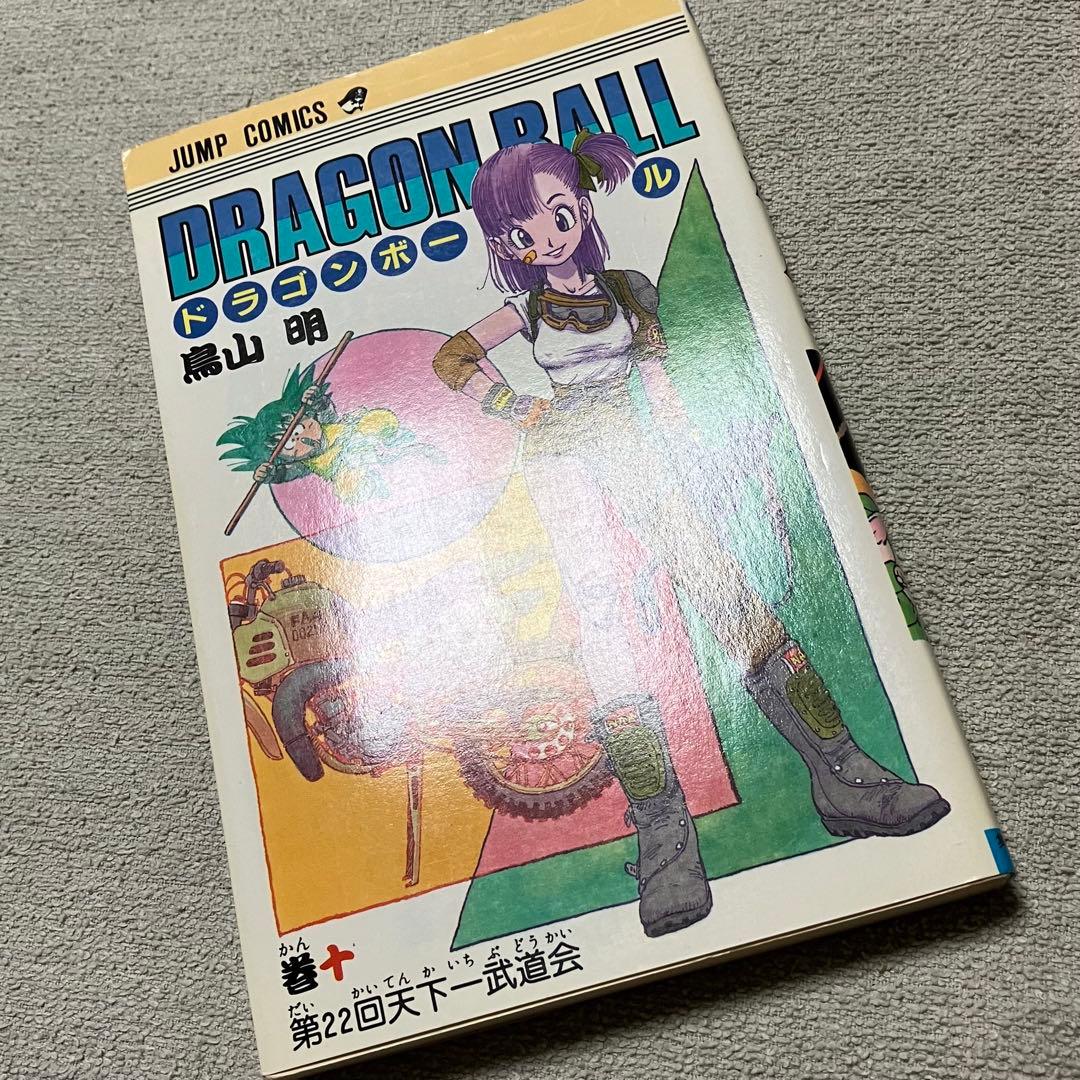 JUMP COMICS
DRAGON BALL
ドラゴンボール
鳥山 明
かん
巻十
だい かいてんかいちぶどうかい
第22回天下一武道会